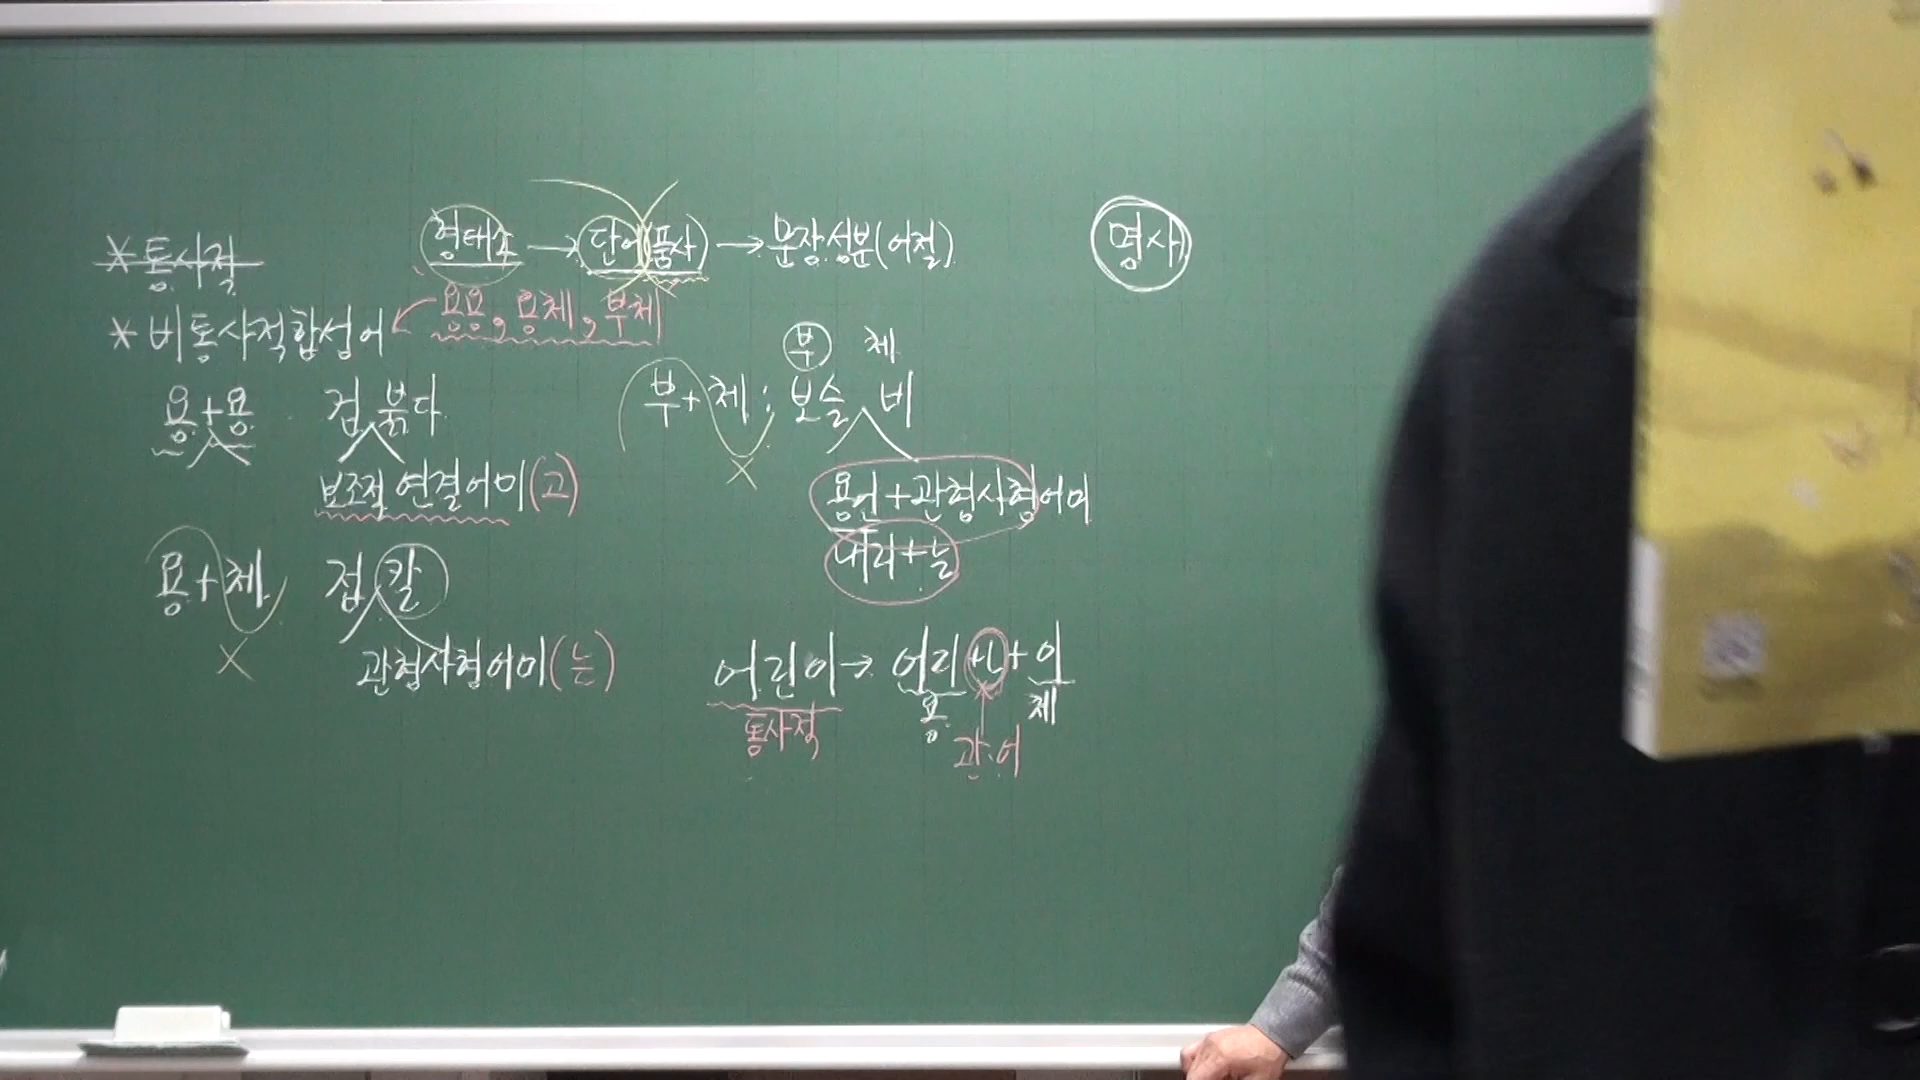 형태소 → 단어 품사 → 문장성분(어절)
명사
* 통사적
* 비통사적합성어 ← 용용, 용체, 부체
용+용 검붉다
보조적 연결어미(고)
용+체 접칼
관형사형어미(는)
부 체
부+체 : 보슬비
용언+관형사형어미
내리+는
어린이 → 어리+ㄴ+이
통사적 용 체
관·어